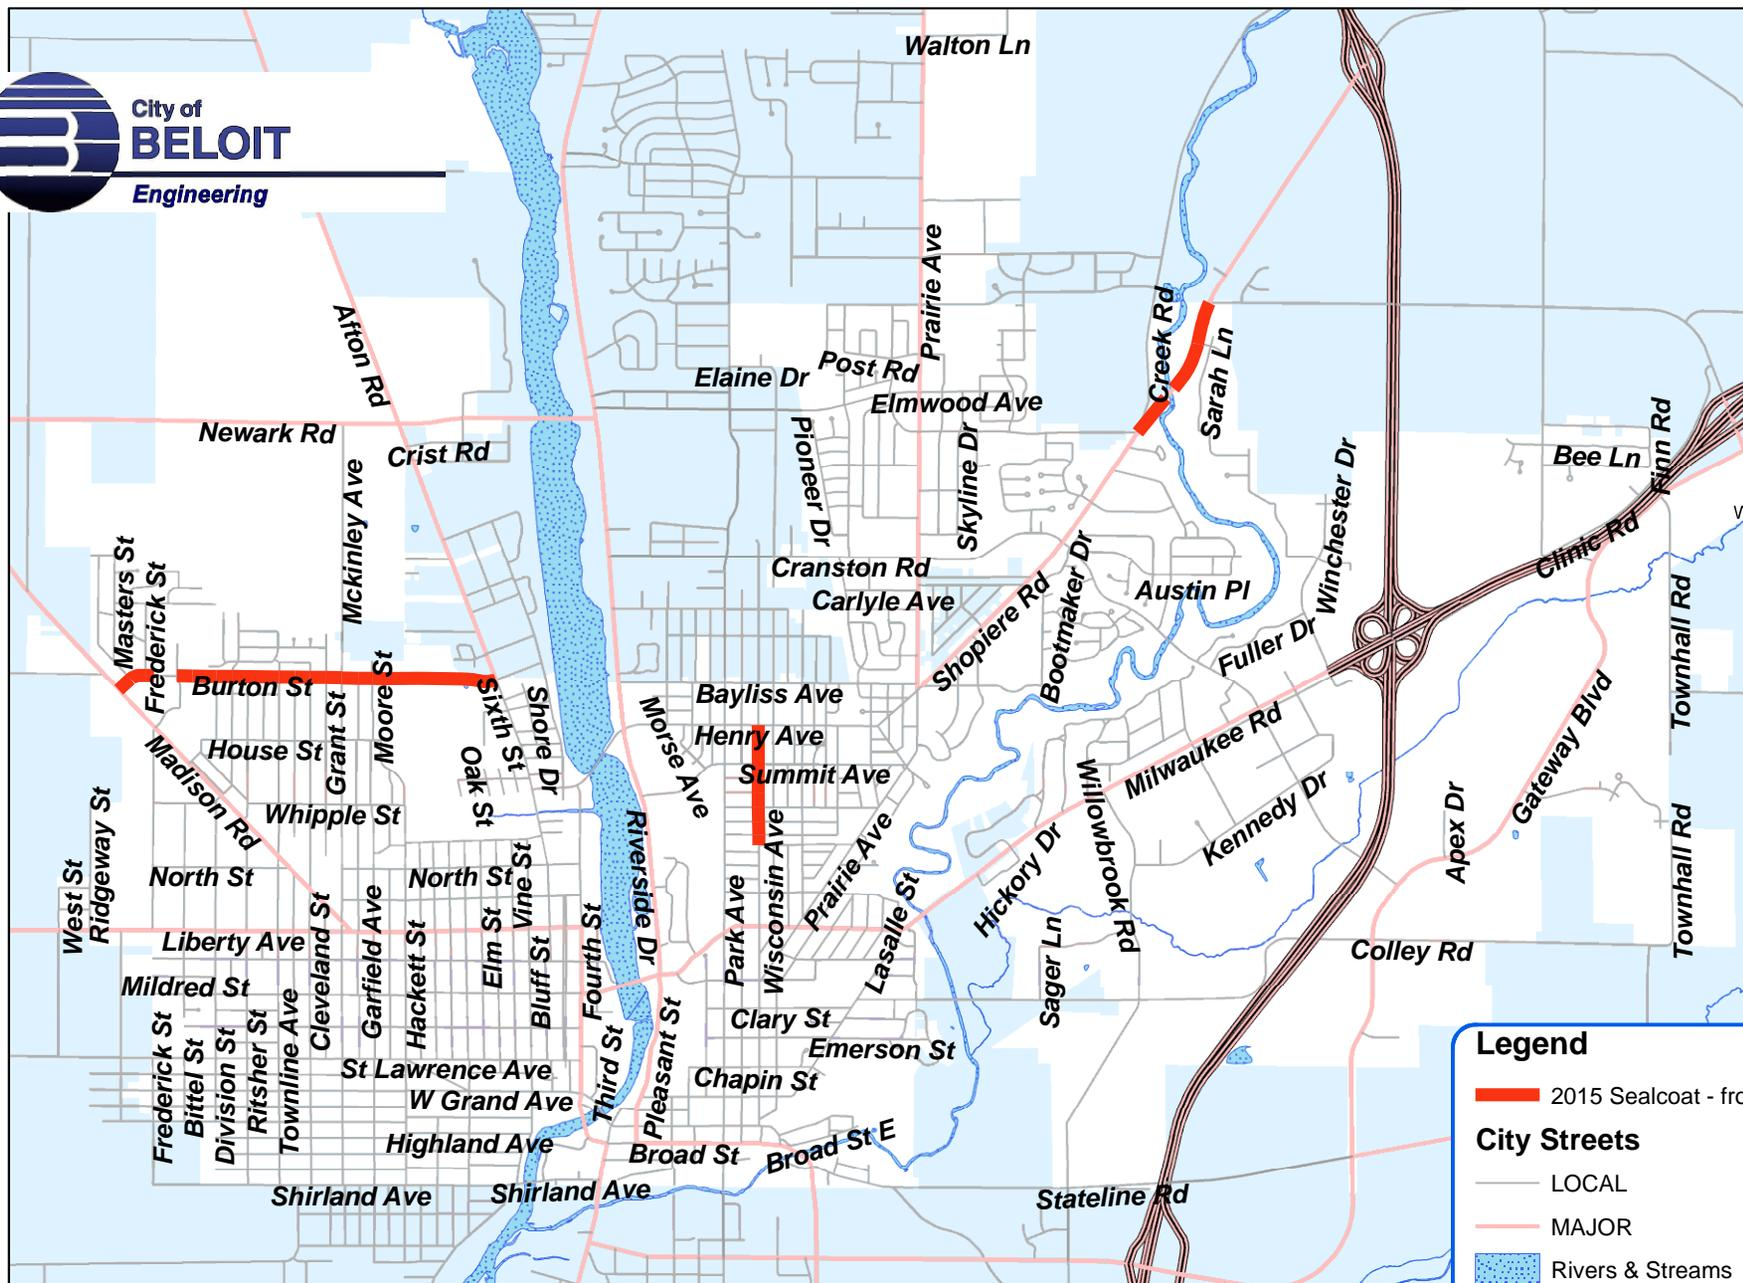 City of
BELOIT
Engineering
Walton Ln
Prairie Ave
Afton Rd
Creek Rd
Sarah Ln
Post Rd
Elaine Dr
Elmwood Ave
Newark Rd
Crist Rd
Pioneer Dr
Skyline Dr
Mckinley Ave
Winchester Dr
Finn Rd
Bee Ln
W
Clinic Rd
Masters St
Frederick St
Cranston Rd
Carlyle Ave
Shopiere Rd
Bootmaker Dr
Austin Pl
Fuller Dr
Townhall Rd
Burton St
Grant St
Moore St
Sixth St
Shore Dr
Bayliss Ave
Morse Ave
Henry Ave
Summit Ave
House St
Madison Rd
Oak St
Whipple St
Milwaukee Rd
Willowbrook Rd
Kennedy Dr
Gateway Blvd
Apex Dr
Townhall Rd
West St
Ridgeway St
North St
North St
Vine St
Riverside Dr
Park Ave
Wisconsin Ave
Prairie Ave
Lasalle St
Hickory Dr
Sager Ln
Colley Rd
Liberty Ave
Cleveland St
Garfield Ave
Hackett St
Elm St
Bluff St
Fourth St
Mildred St
Frederick St
Bittel St
Division St
Ritsher St
Townline Ave
Third St
Pleasant St
Clary St
Emerson St
St Lawrence Ave
Chapin St
W Grand Ave
Highland Ave
Broad St
Broad St E
Shirland Ave
Shirland Ave
Stateline Rd
Legend
2015 Sealcoat - fro
City Streets
LOCAL
MAJOR
Rivers & Streams